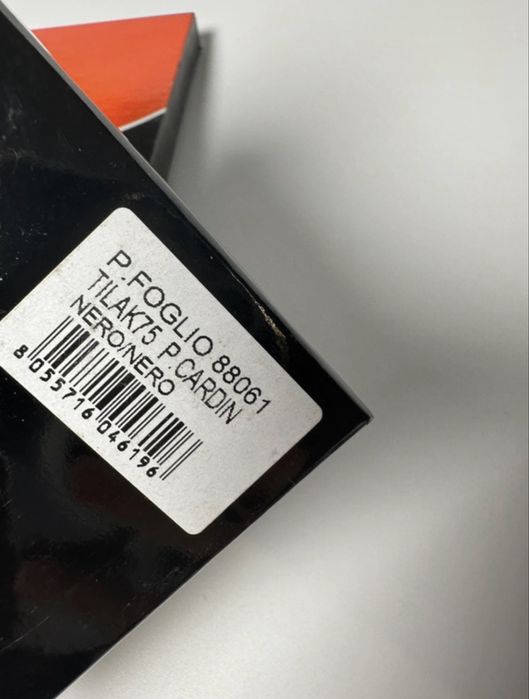 P.FOGLIO 88061
TILAK75 P.CARDIN
NERO/NERO
8 055716 046196